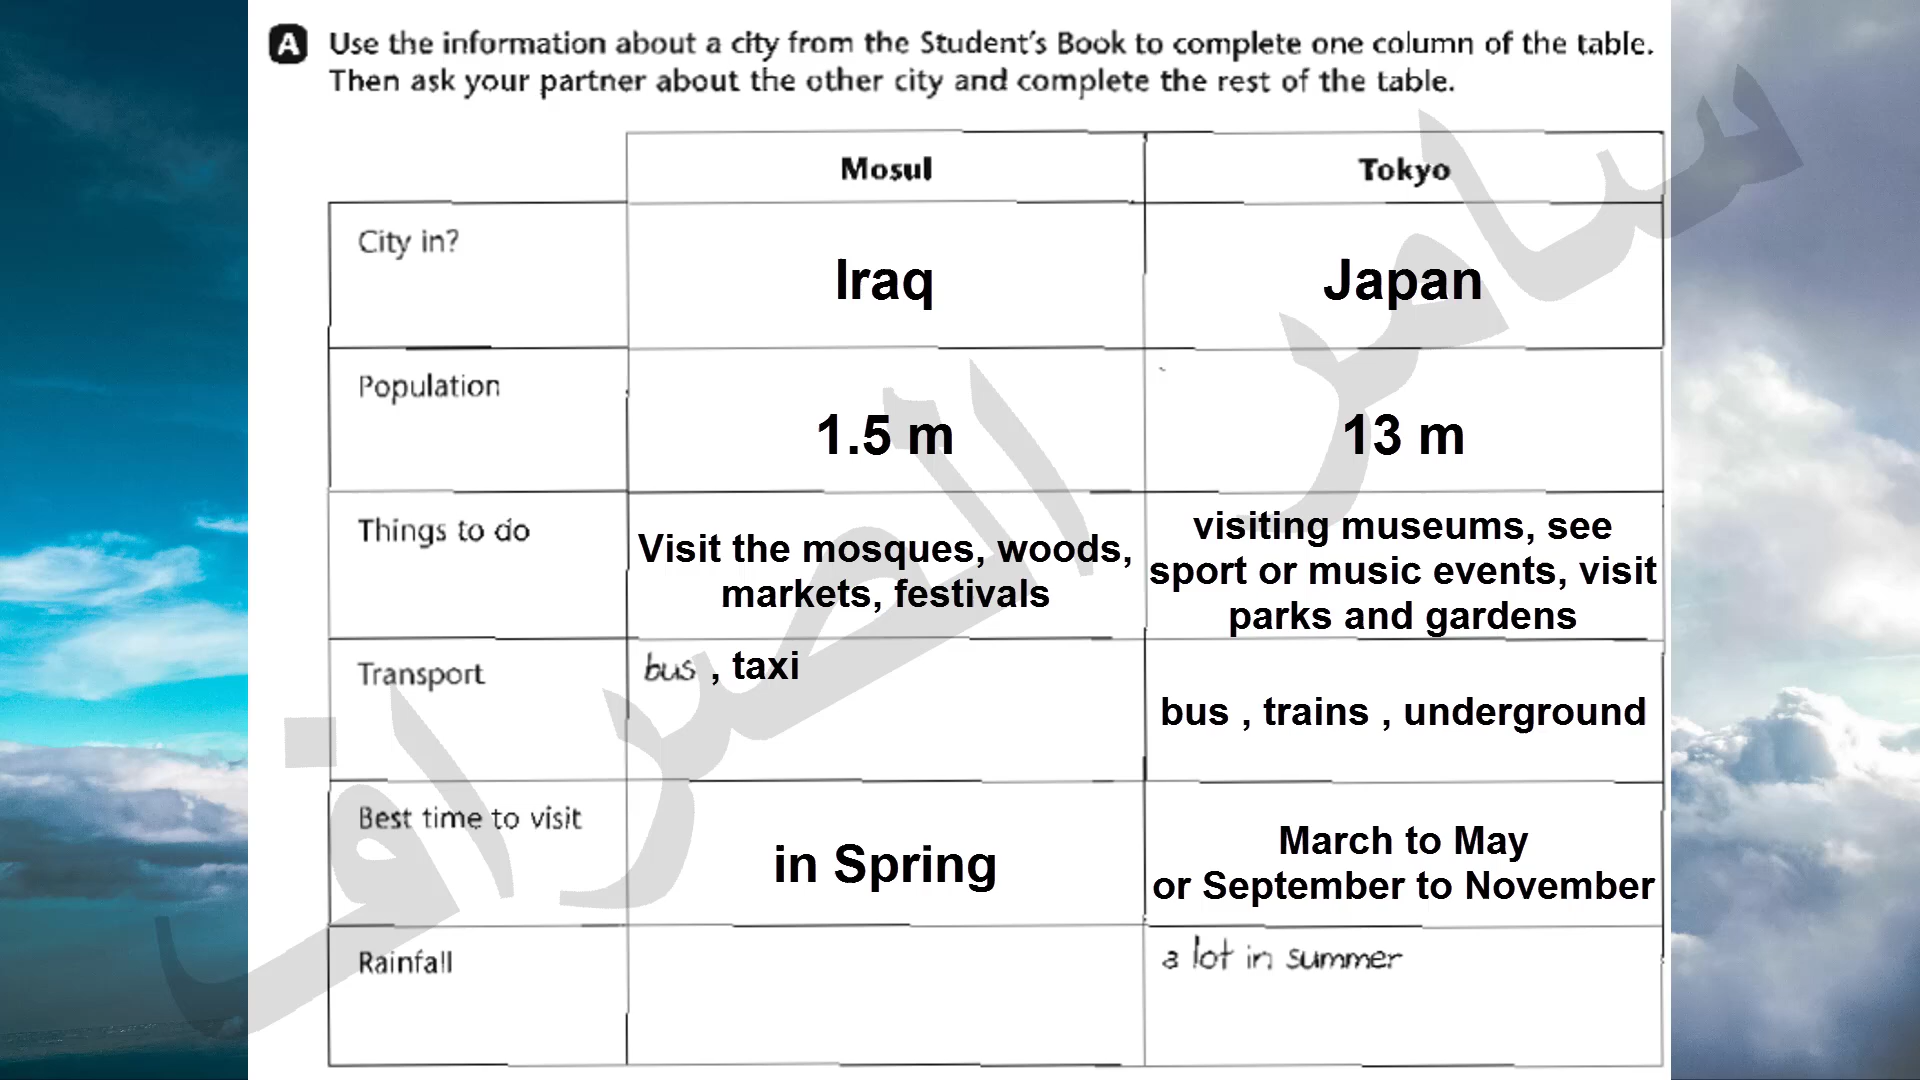 A Use the information about a city from the Student's Book to complete one column of the table.
Then ask your partner about the other city and complete the rest of the table.
Mosul Tokyo
City in? Iraq Japan
Population 1.5 m 13 m
Things to do Visit the mosques, woods, markets, festivals visiting museums, see sport or music events, visit parks and gardens
Transport bus , taxi bus , trains , underground
Best time to visit in Spring March to May or September to November
Rainfall a lot in summer
سامر الصراف